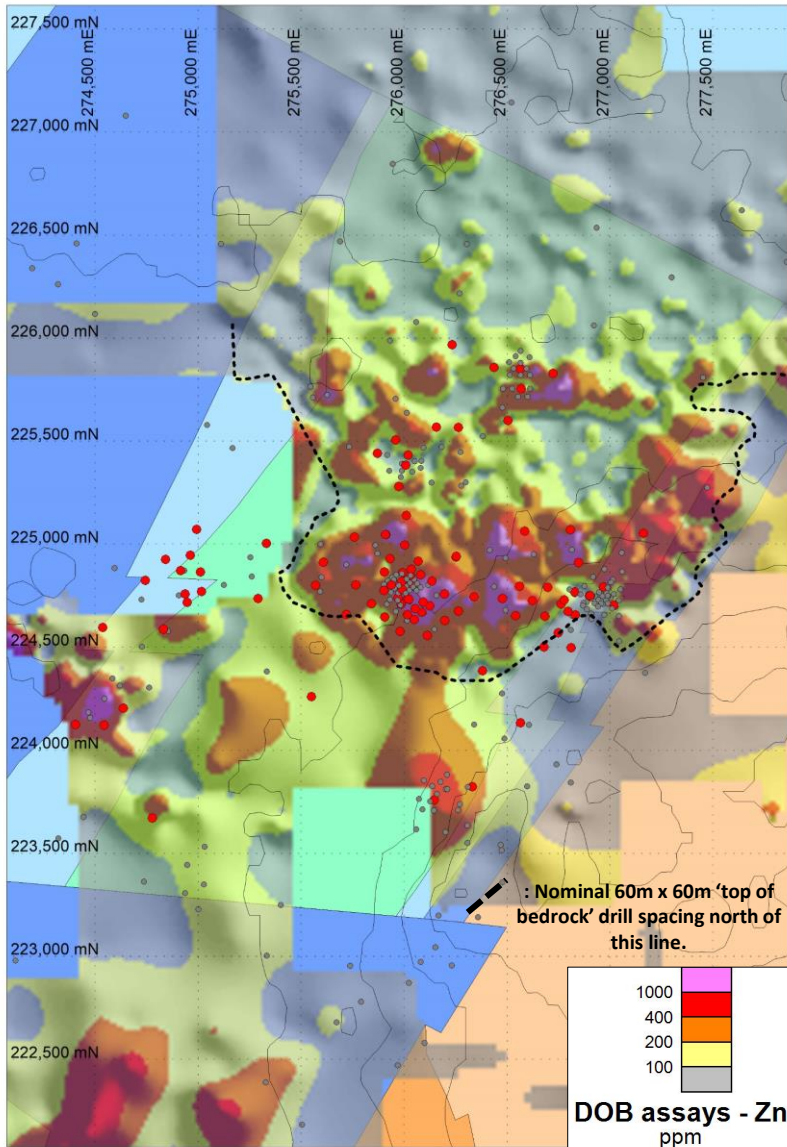 227,500 mN
274,500 mE
275,000 mE
275,500 mE
276,000 mE
276,500 mE
277,000 mE
277,500 mE
227,000 mN
226,500 mN
226,000 mN
225,500 mN
225,000 mN
224,500 mN
224,000 mN
223,500 mN
: Nominal 60m x 60m ‘top of
bedrock’ drill spacing north of
this line.
223,000 mN
222,500 mN
1000
400
200
100
DOB assays - Zn
ppm